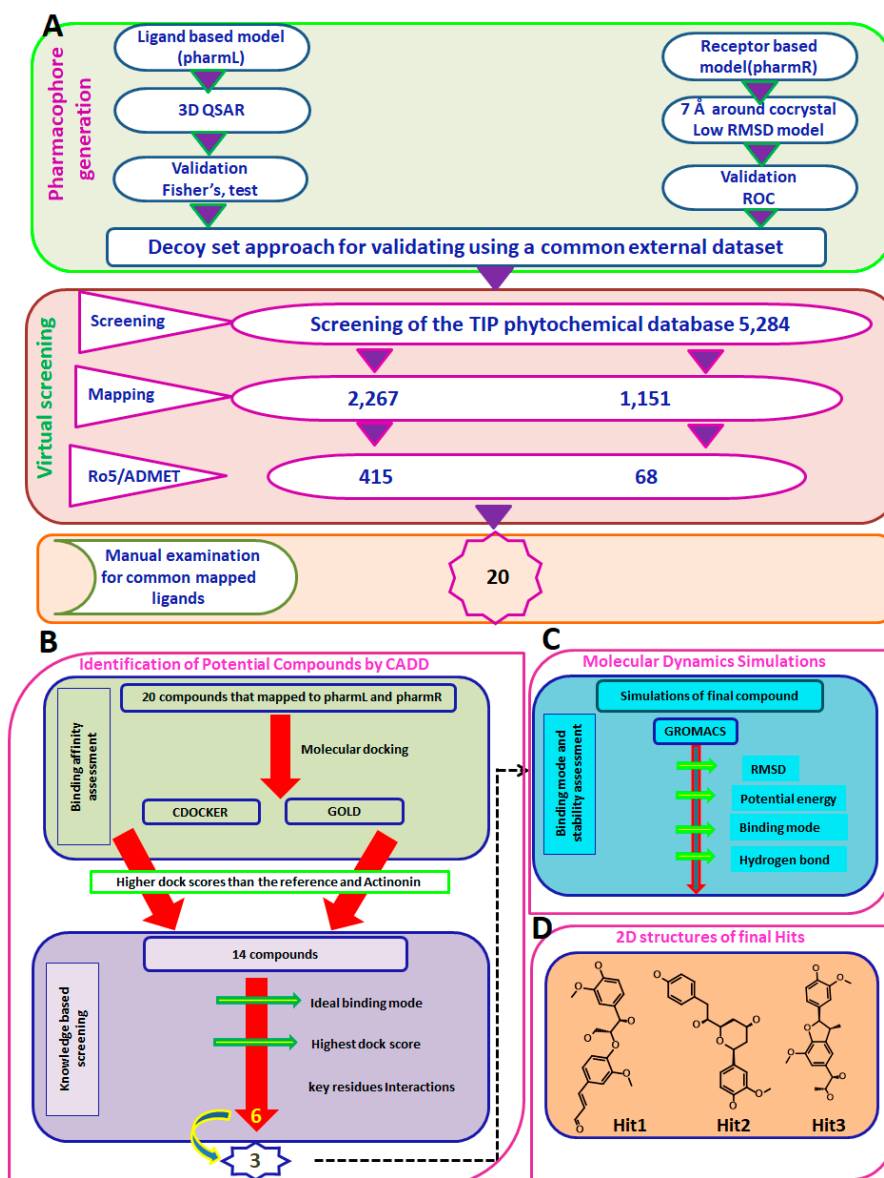 A
Pharmacophore
generation
Ligand based model
(pharmL)
3D QSAR
Validation
Fisher's, test
Receptor based
model(pharmR)
7 Å around cocrystal
Low RMSD model
Validation
ROC
Decoy set approach for validating using a common external dataset
Virtual screening
Screening
Screening of the TIP phytochemical database 5,284
Mapping
2,267
1,151
Ro5/ADMET
415
68
Manual examination
for common mapped
ligands
20
B
Identification of Potential Compounds by CADD
Binding affinity
assessment
20 compounds that mapped to pharmL and pharmR
Molecular docking
CDOCKER
GOLD
Higher dock scores than the reference and Actinonin
Knowledge based
screening
14 compounds
Ideal binding mode
Highest dock score
key residues Interactions
6
3
C
Molecular Dynamics Simulations
Binding mode and
stability assessment
Simulations of final compound
GROMACS
RMSD
Potential energy
Binding mode
Hydrogen bond
D
2D structures of final Hits
Hit1
Hit2
Hit3